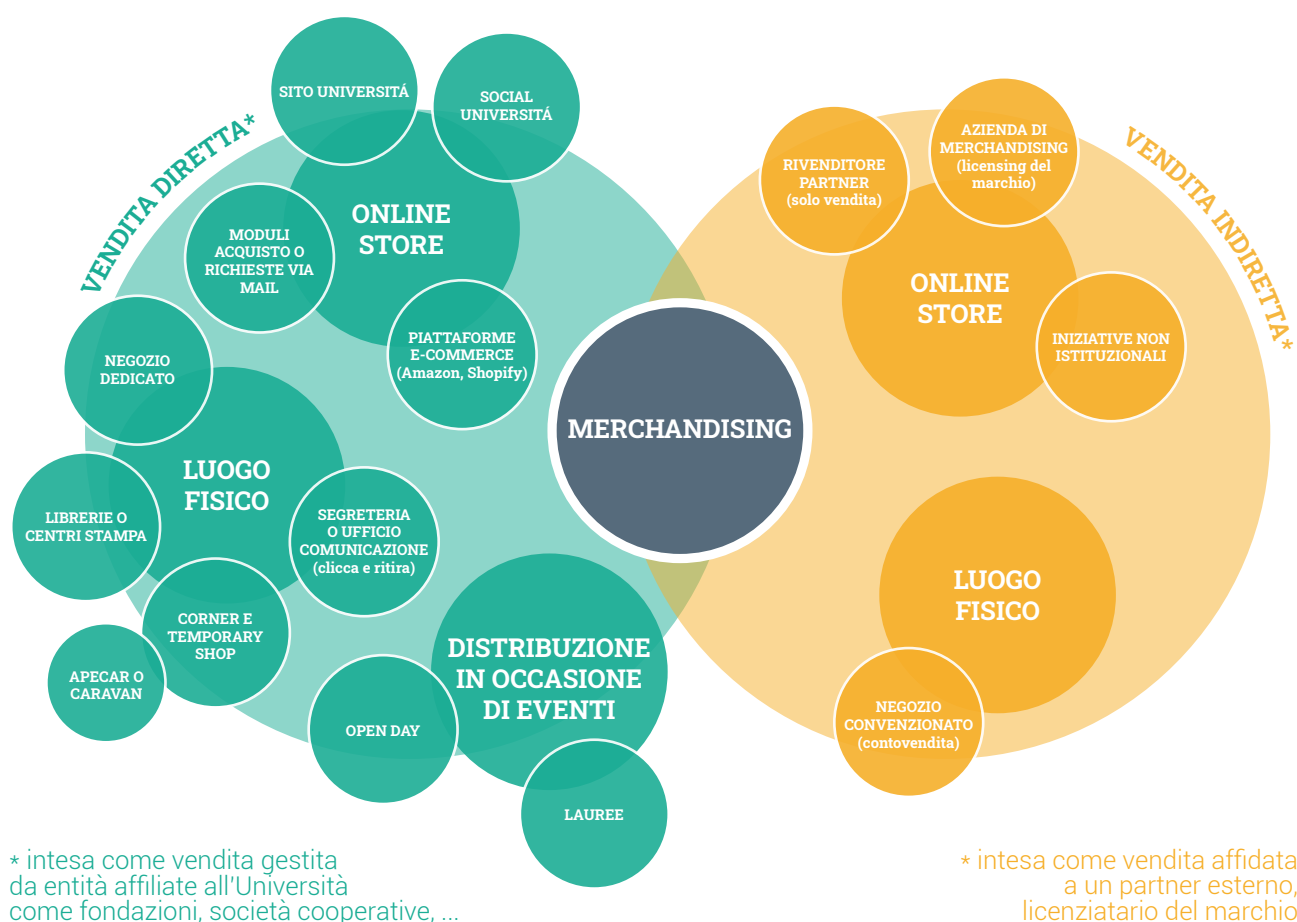 VENDITA DIRETTA*
SITO UNIVERSITÁ
SOCIAL
UNIVERSITÁ
ONLINE
STORE
MODULI
ACQUISTO O
RICHIESTE VIA
MAIL
PIATTAFORME
E-COMMERCE
(Amazon, Shopify)
NEGOZIO
DEDICATO
LUOGO
FISICO
LIBRERIE O
CENTRI STAMPA
SEGRETERIA
O UFFICIO
COMUNICAZIONE
(clicca e ritira)
CORNER E
TEMPORARY
SHOP
APECAR O
CARAVAN
DISTRIBUZIONE
IN OCCASIONE
DI EVENTI
OPEN DAY
LAUREE
MERCHANDISING
VENDITA INDIRETTA*
RIVENDITORE
PARTNER
(solo vendita)
AZIENDA DI
MERCHANDISING
(licensing del
marchio)
ONLINE
STORE
INIZIATIVE NON
ISTITUZIONALI
LUOGO
FISICO
NEGOZIO
CONVENZIONATO
(contovendita)
* intesa come vendita gestita
da entità affiliate all'Università
come fondazioni, società cooperative, ...
* intesa come vendita affidata
a un partner esterno,
licenziatario del marchio